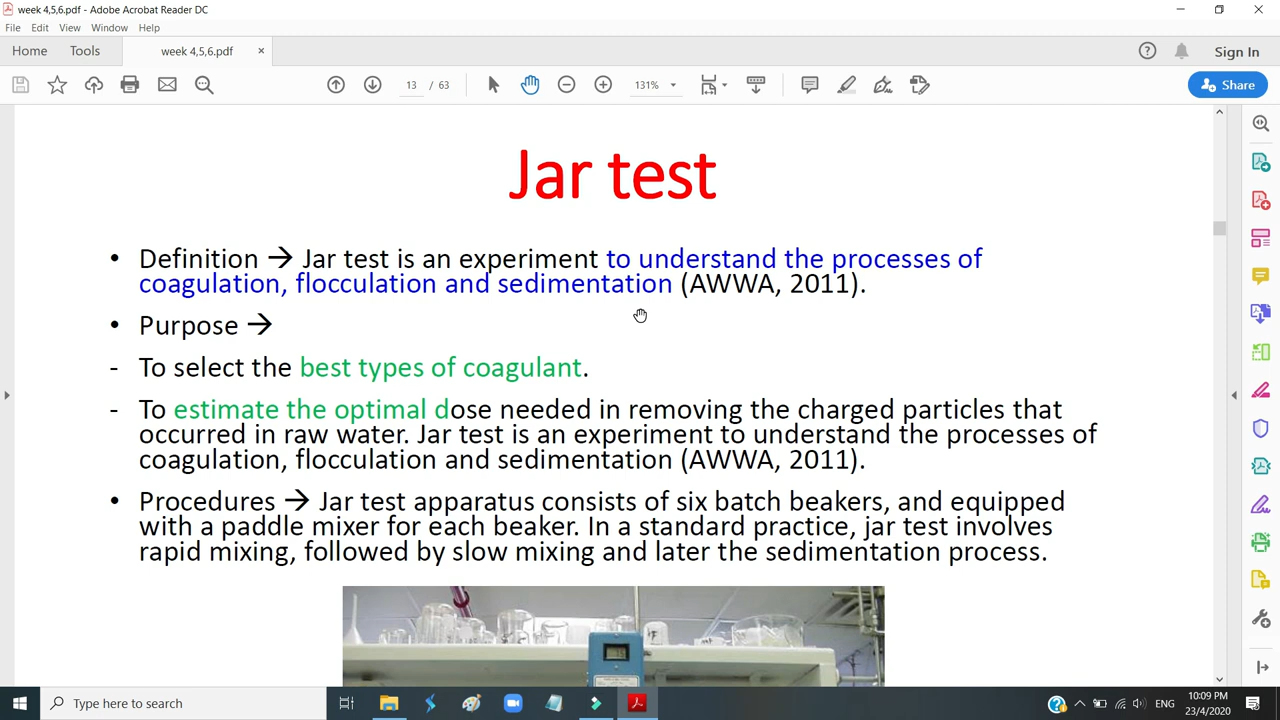 week 4,5,6.pdf - Adobe Acrobat Reader DC
File Edit View Window Help
Home Tools week 4,5,6.pdf × Sign In
13 / 63 131% Share
Jar test
• Definition → Jar test is an experiment to understand the processes of
coagulation, flocculation and sedimentation (AWWA, 2011).
• Purpose →
- To select the best types of coagulant.
- To estimate the optimal dose needed in removing the charged particles that
occurred in raw water. Jar test is an experiment to understand the processes of
coagulation, flocculation and sedimentation (AWWA, 2011).
• Procedures → Jar test apparatus consists of six batch beakers, and equipped
with a paddle mixer for each beaker. In a standard practice, jar test involves
rapid mixing, followed by slow mixing and later the sedimentation process.
Type here to search
ENG
10:09 PM
23/4/2020